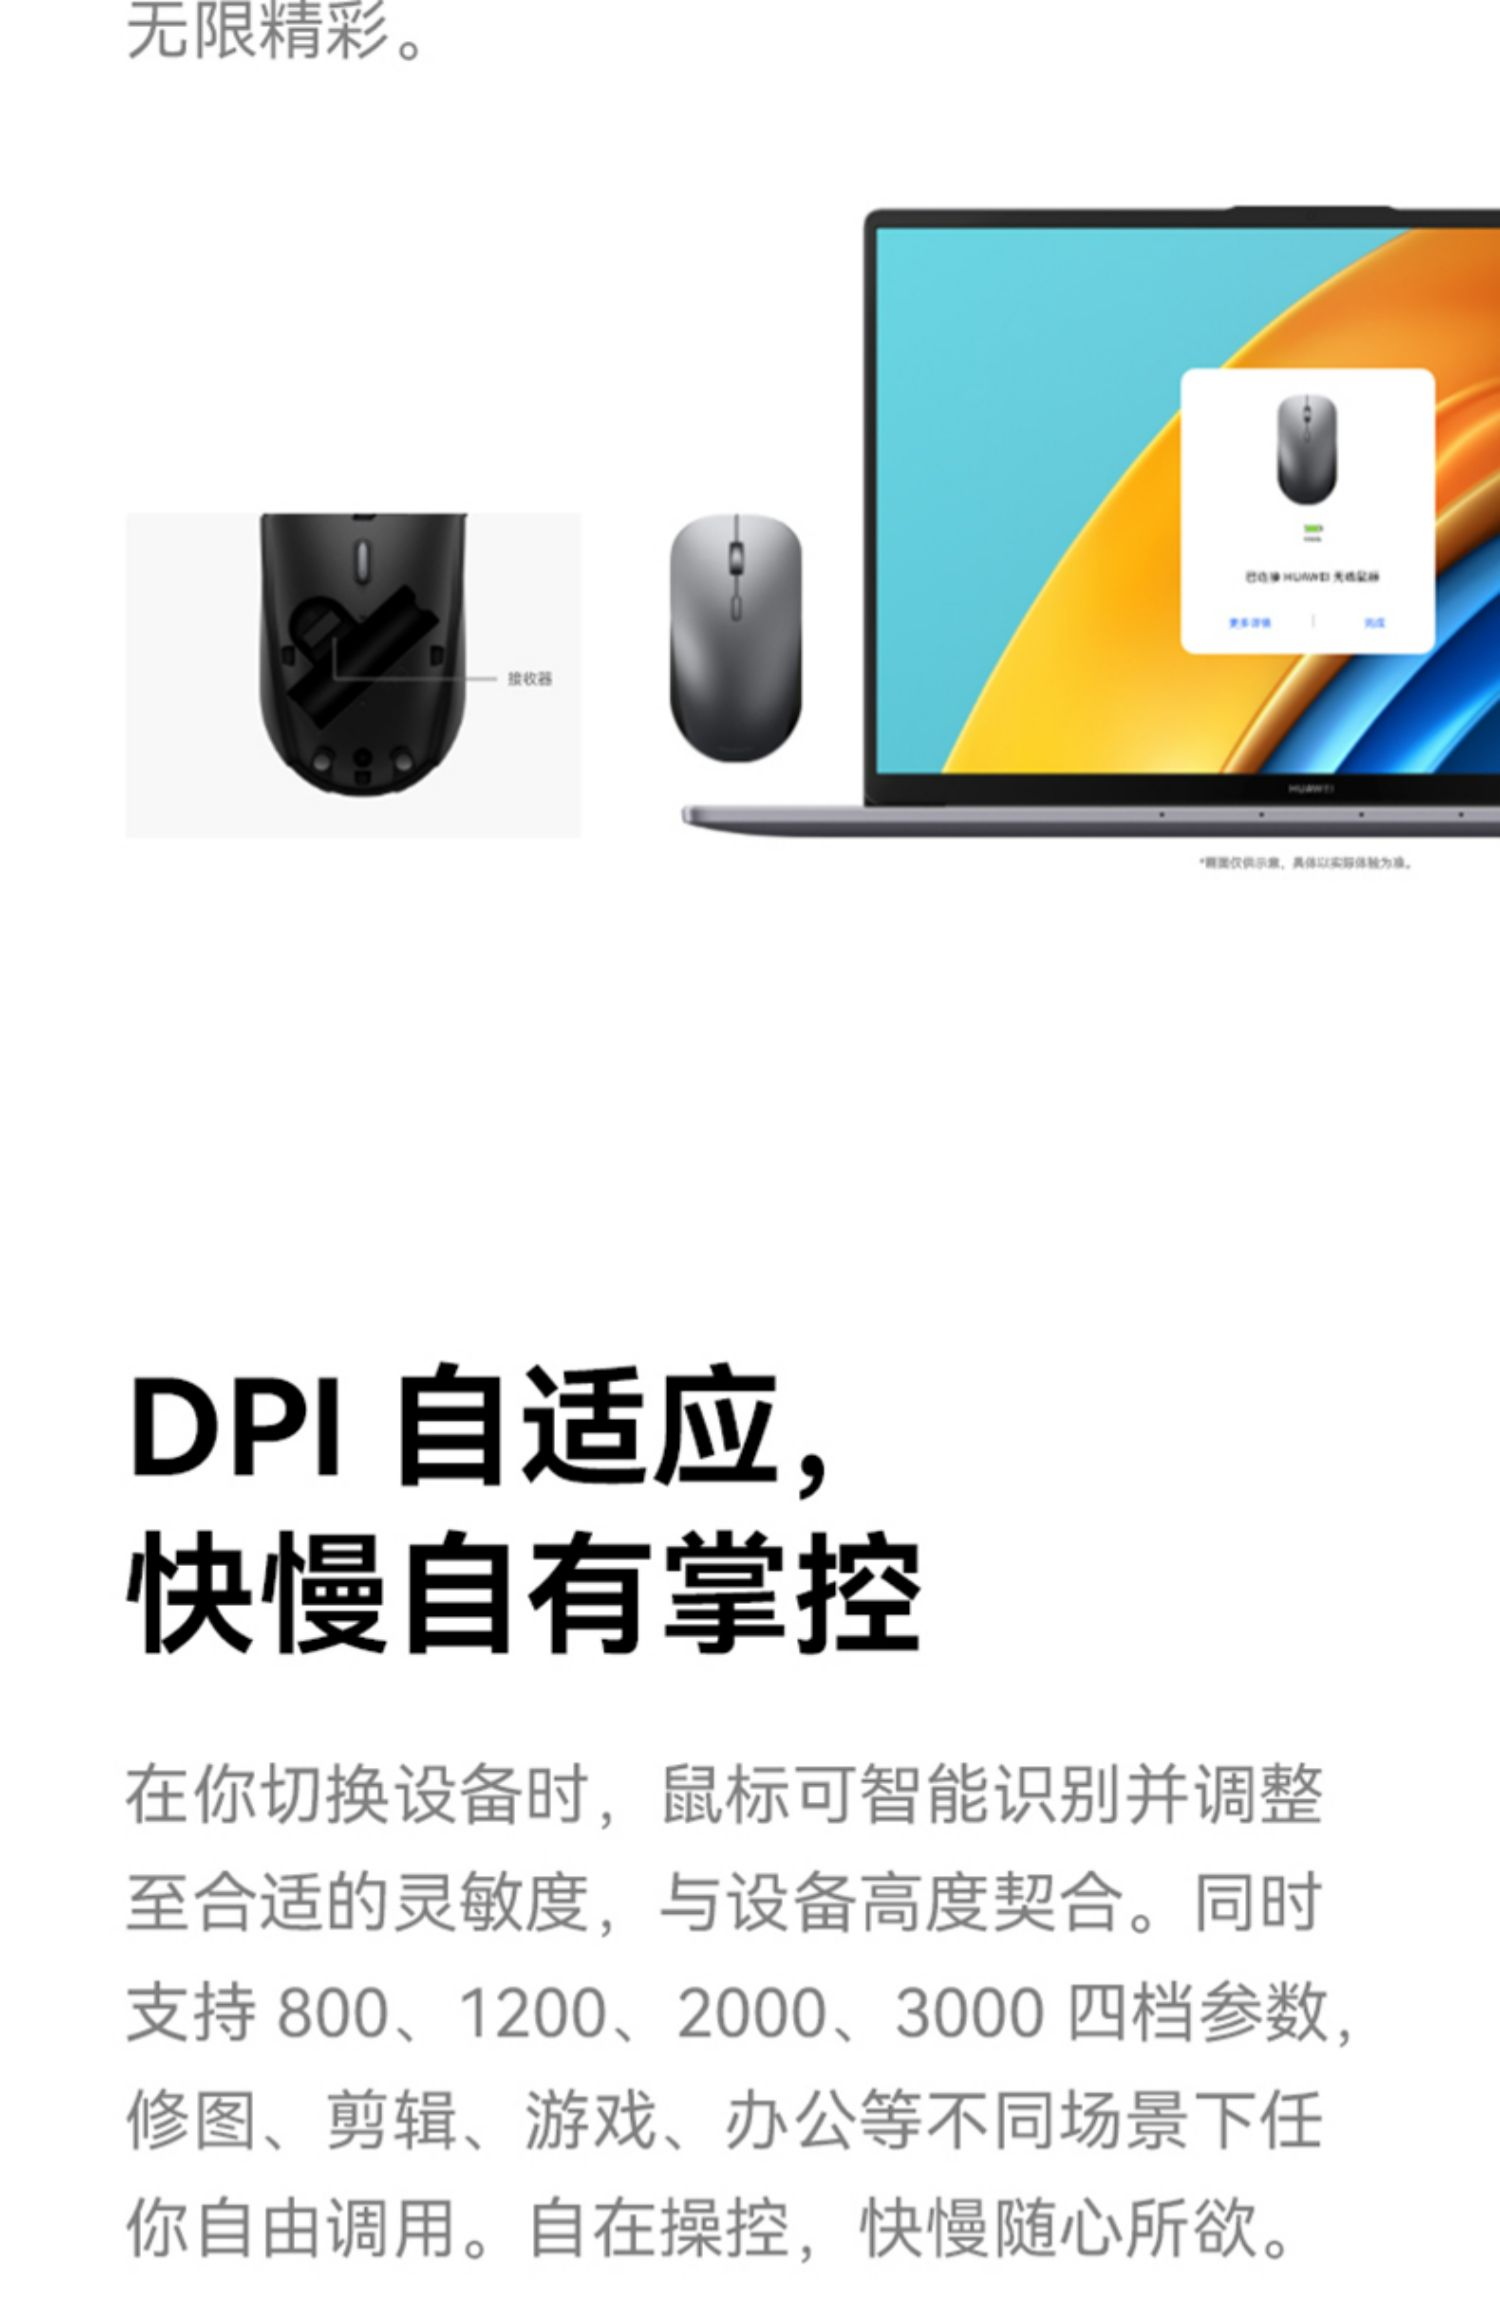 无限精彩。
接收器
已连接 HUAWEI 无线鼠标
更多详情
完成
HUAWEI
*画面仅供示意，具体以实际体验为准。
DPI 自适应，
快慢自有掌控
在你切换设备时，鼠标可智能识别并调整
至合适的灵敏度，与设备高度契合。同时
支持 800、1200、2000、3000 四档参数，
修图、剪辑、游戏、办公等不同场景下任
你自由调用。自在操控，快慢随心所欲。